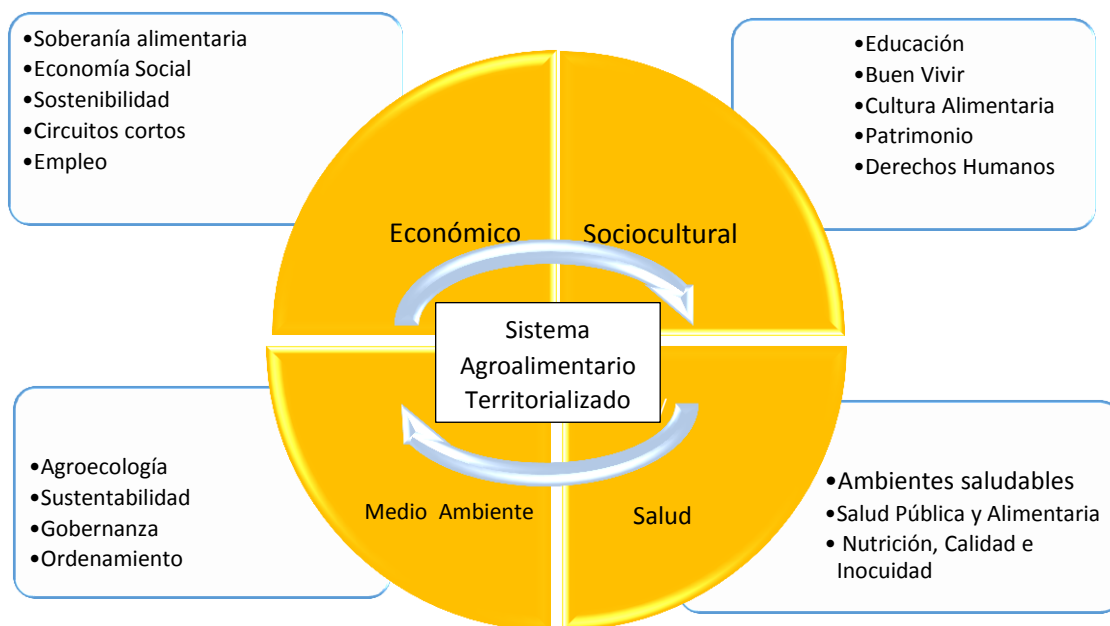 •Soberanía alimentaria
•Economía Social
•Sostenibilidad
•Circuitos cortos
•Empleo
•Educación
•Buen Vivir
•Cultura Alimentaria
•Patrimonio
•Derechos Humanos
Económico
Sociocultural
Sistema
Agroalimentario
Territorializado
Medio Ambiente
Salud
•Agroecología
•Sustentabilidad
•Gobernanza
•Ordenamiento
•Ambientes saludables
•Salud Pública y Alimentaria
• Nutrición, Calidad e
Inocuidad